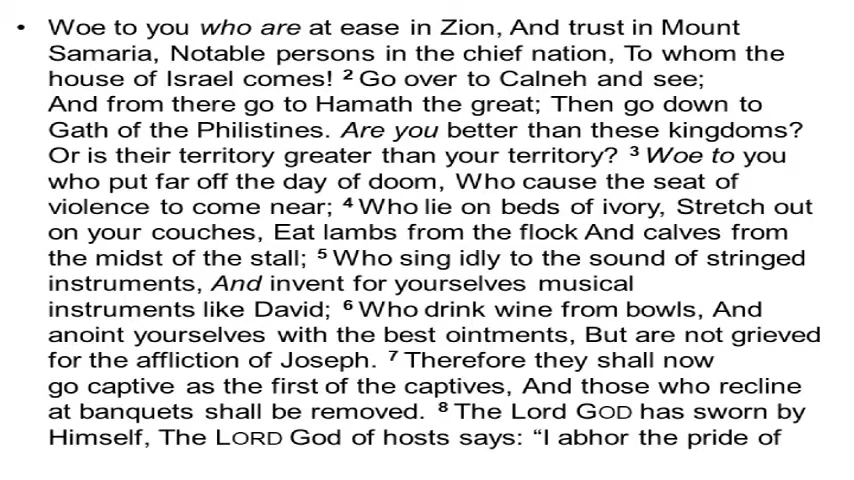 • Woe to you who are at ease in Zion, And trust in Mount
Samaria, Notable persons in the chief nation, To whom the
house of Israel comes! ² Go over to Calneh and see;
And from there go to Hamath the great; Then go down to
Gath of the Philistines. Are you better than these kingdoms?
Or is their territory greater than your territory? ³ Woe to you
who put far off the day of doom, Who cause the seat of
violence to come near; ⁴ Who lie on beds of ivory, Stretch out
on your couches, Eat lambs from the flock And calves from
the midst of the stall; ⁵ Who sing idly to the sound of stringed
instruments, And invent for yourselves musical
instruments like David; ⁶ Who drink wine from bowls, And
anoint yourselves with the best ointments, But are not grieved
for the affliction of Joseph. ⁷ Therefore they shall now
go captive as the first of the captives, And those who recline
at banquets shall be removed. ⁸ The Lord GOD has sworn by
Himself, The LORD God of hosts says: “I abhor the pride of